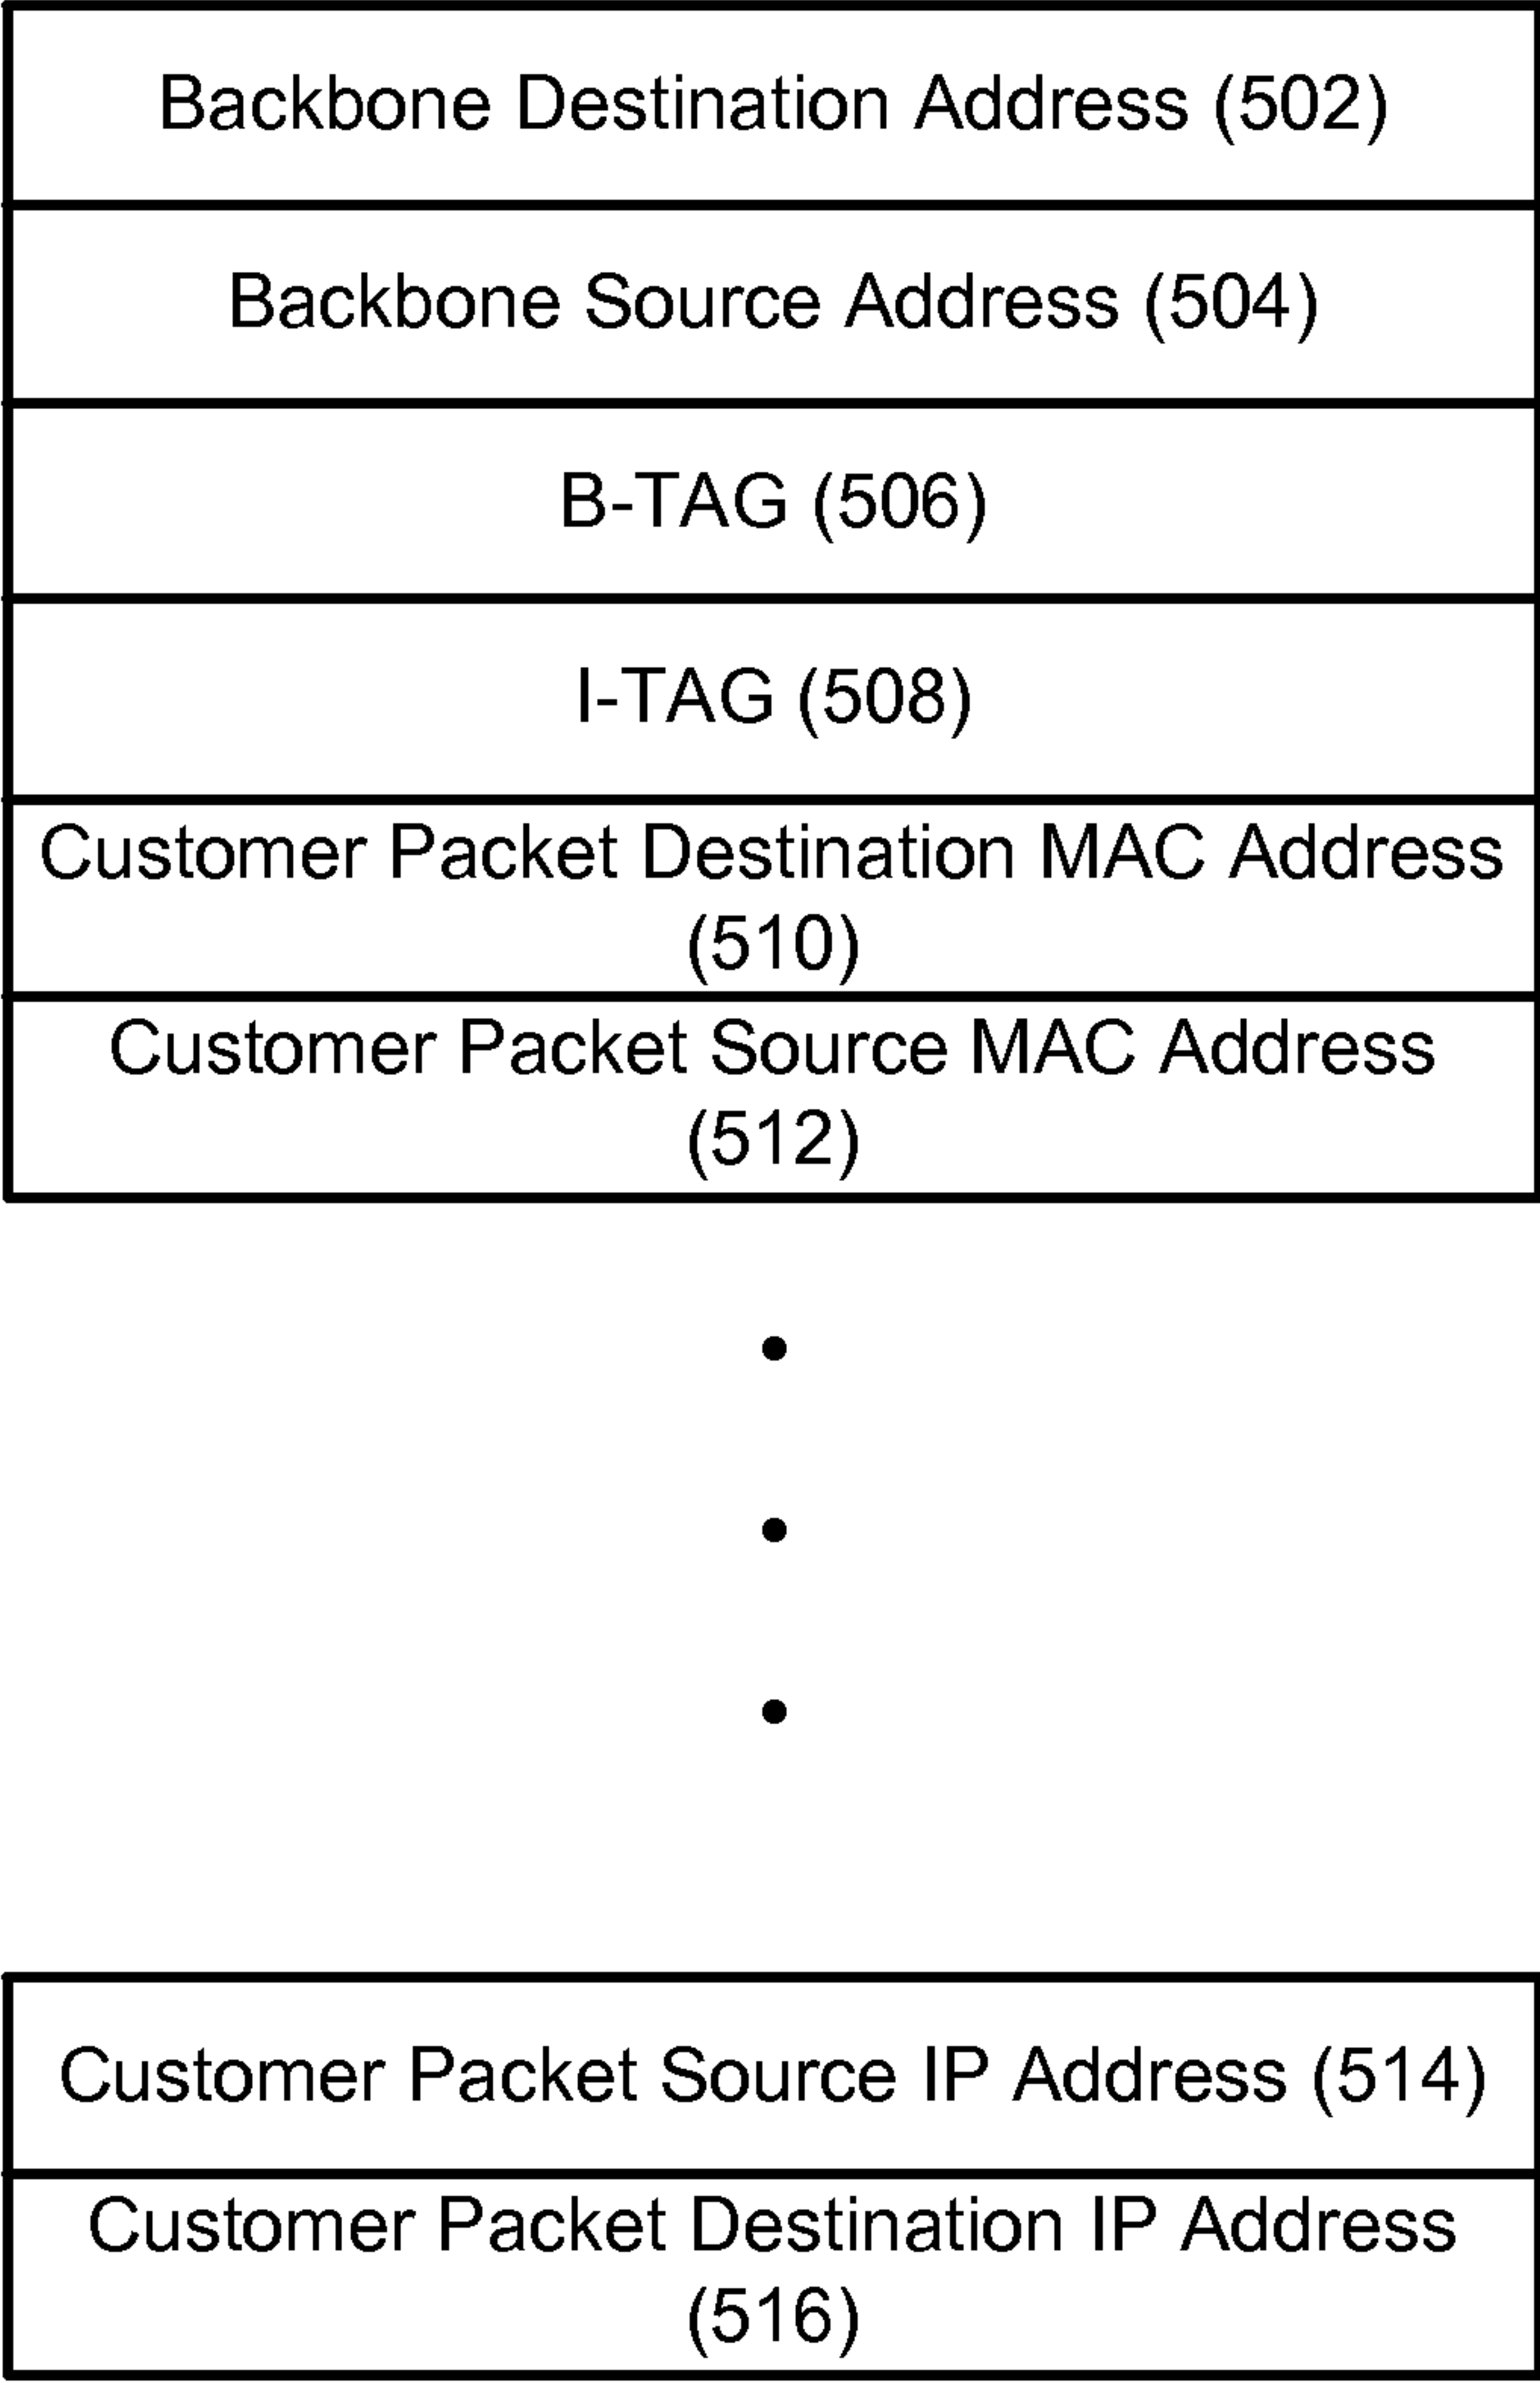 Backbone Destination Address (502)
Backbone Source Address (504)
B-TAG (506)
I-TAG (508)
Customer Packet Destination MAC Address
(510)
Customer Packet Source MAC Address
(512)
Customer Packet Source IP Address (514)
Customer Packet Destination IP Address
(516)